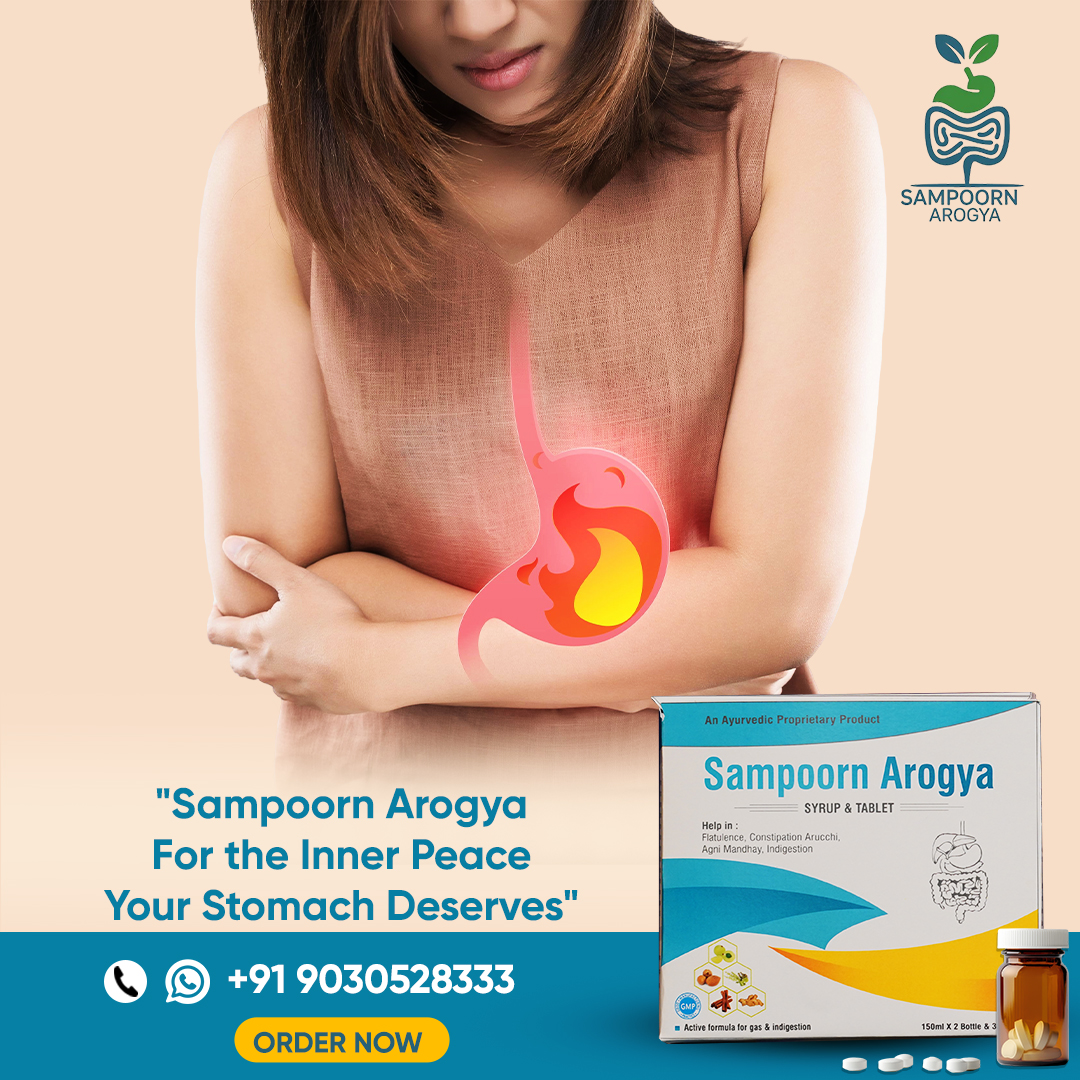 SAMPOORN
AROGYA
An Ayurvedic Proprietary Product
Sampoorn Arogya
SYRUP & TABLET
Help in :
Flatulence, Constipation Arucchi,
Agni Mandhay, Indigestion
GMP
Active formula for gas & indigestion
150ml X 2 Bottle & 3
"Sampoorn Arogya
For the Inner Peace
Your Stomach Deserves"
+91 9030528333
ORDER NOW